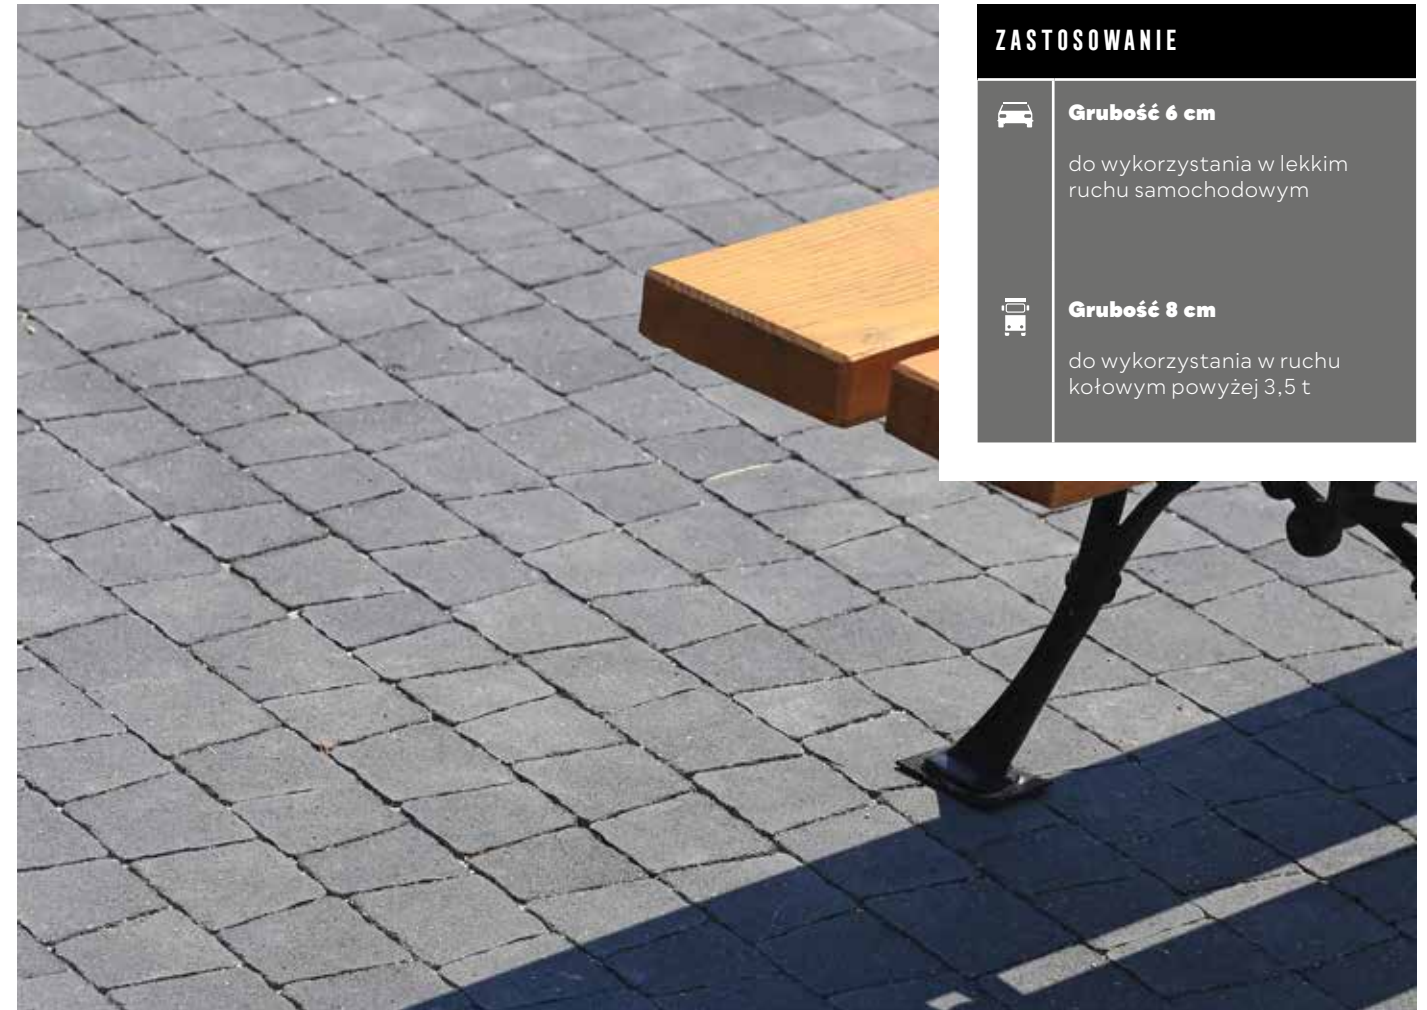 ZASTOSOWANIE
Grubość 6 cm
do wykorzystania w lekkim
ruchu samochodowym
Grubość 8 cm
do wykorzystania w ruchu
kołowym powyżej 3,5 t